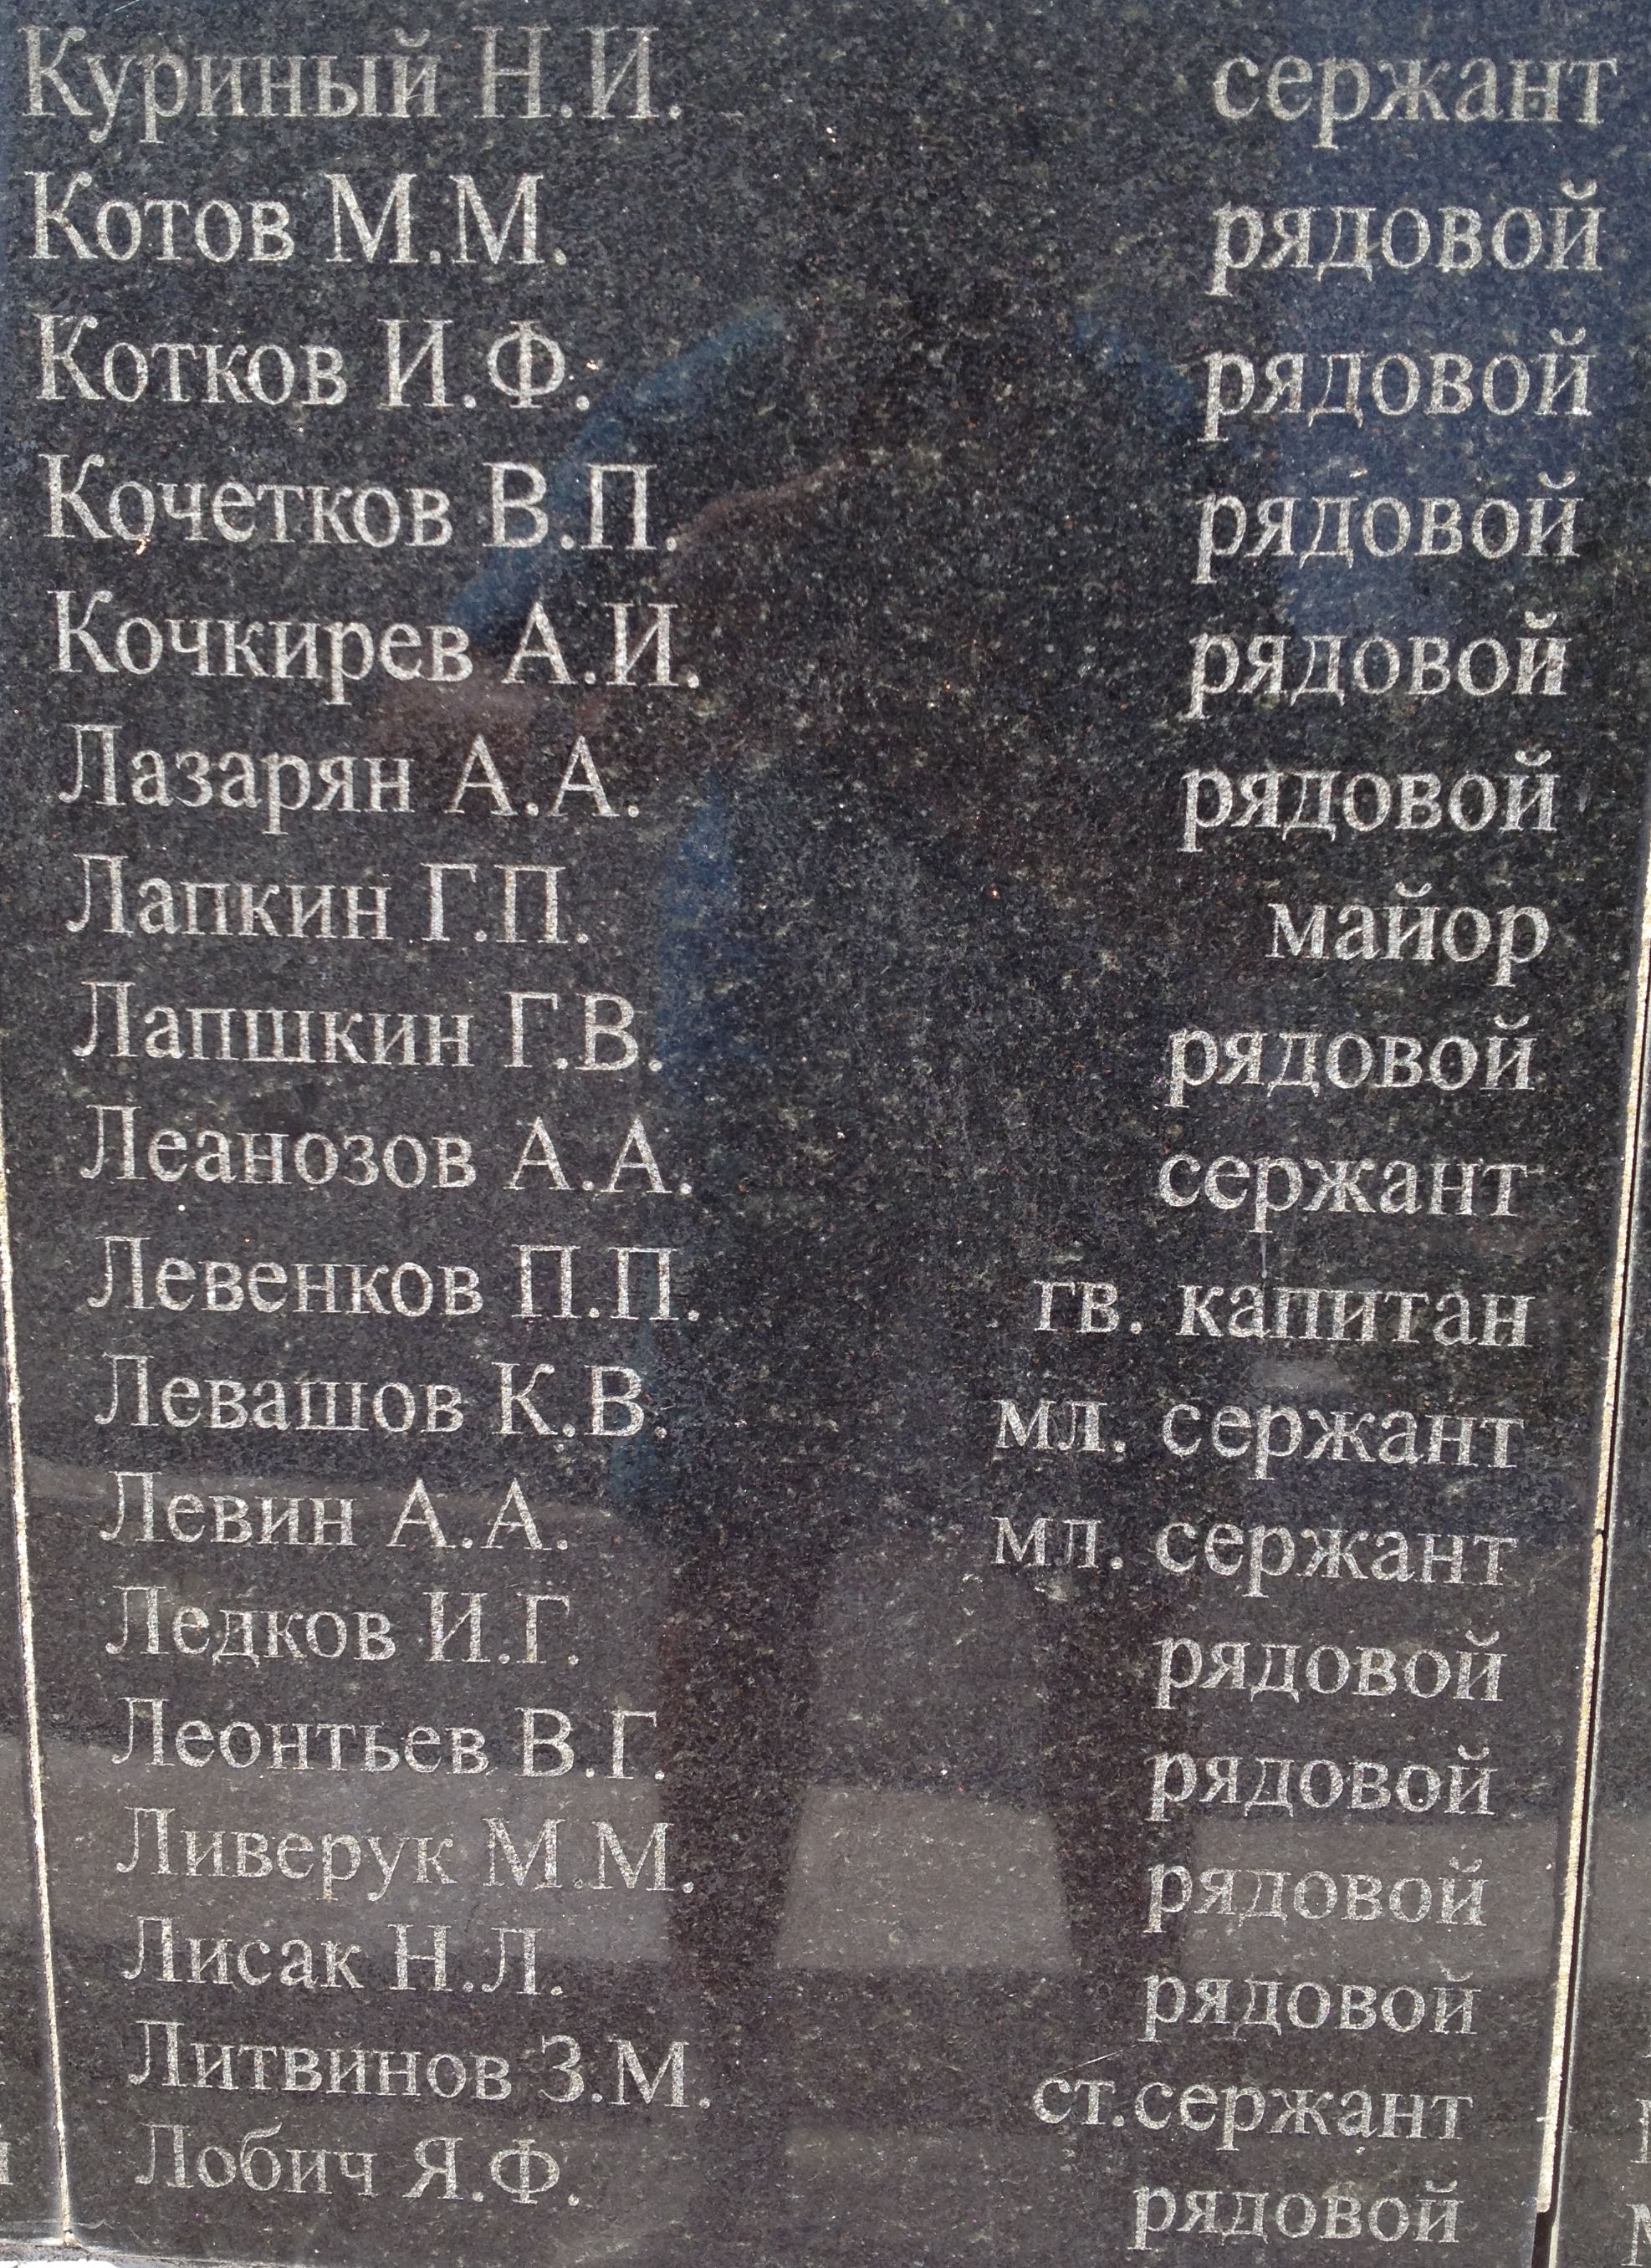 Куриный Н.И. сержант
Котов М.М. рядовой
Котков И.Ф. рядовой
Кочетков В.П. рядовой
Кочкирев А.И. рядовой
Лазарян А.А. рядовой
Лапкин Г.П. майор
Лапшкин Г.В. рядовой
Леанозов А.А. сержант
Левенков П.П. гв. капитан
Левашов К.В. мл. сержант
Левин А.А. мл. сержант
Ледков И.Г. рядовой
Леонтьев В.Г. рядовой
Ливерук М.М. рядовой
Лисак Н.Л. рядовой
Литвинов З.М. ст.сержант
Лобич Я.Ф. рядовой